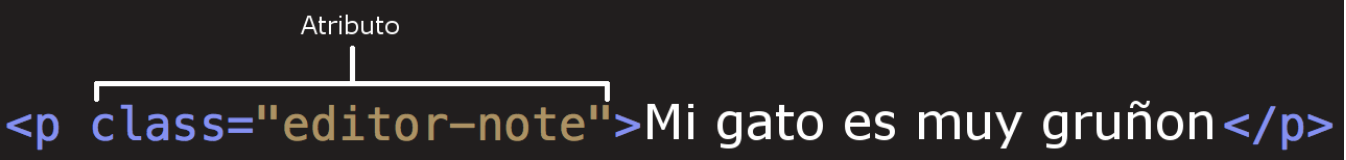 Atributo
<p class="editor-note">Mi gato es muy gruñon</p>